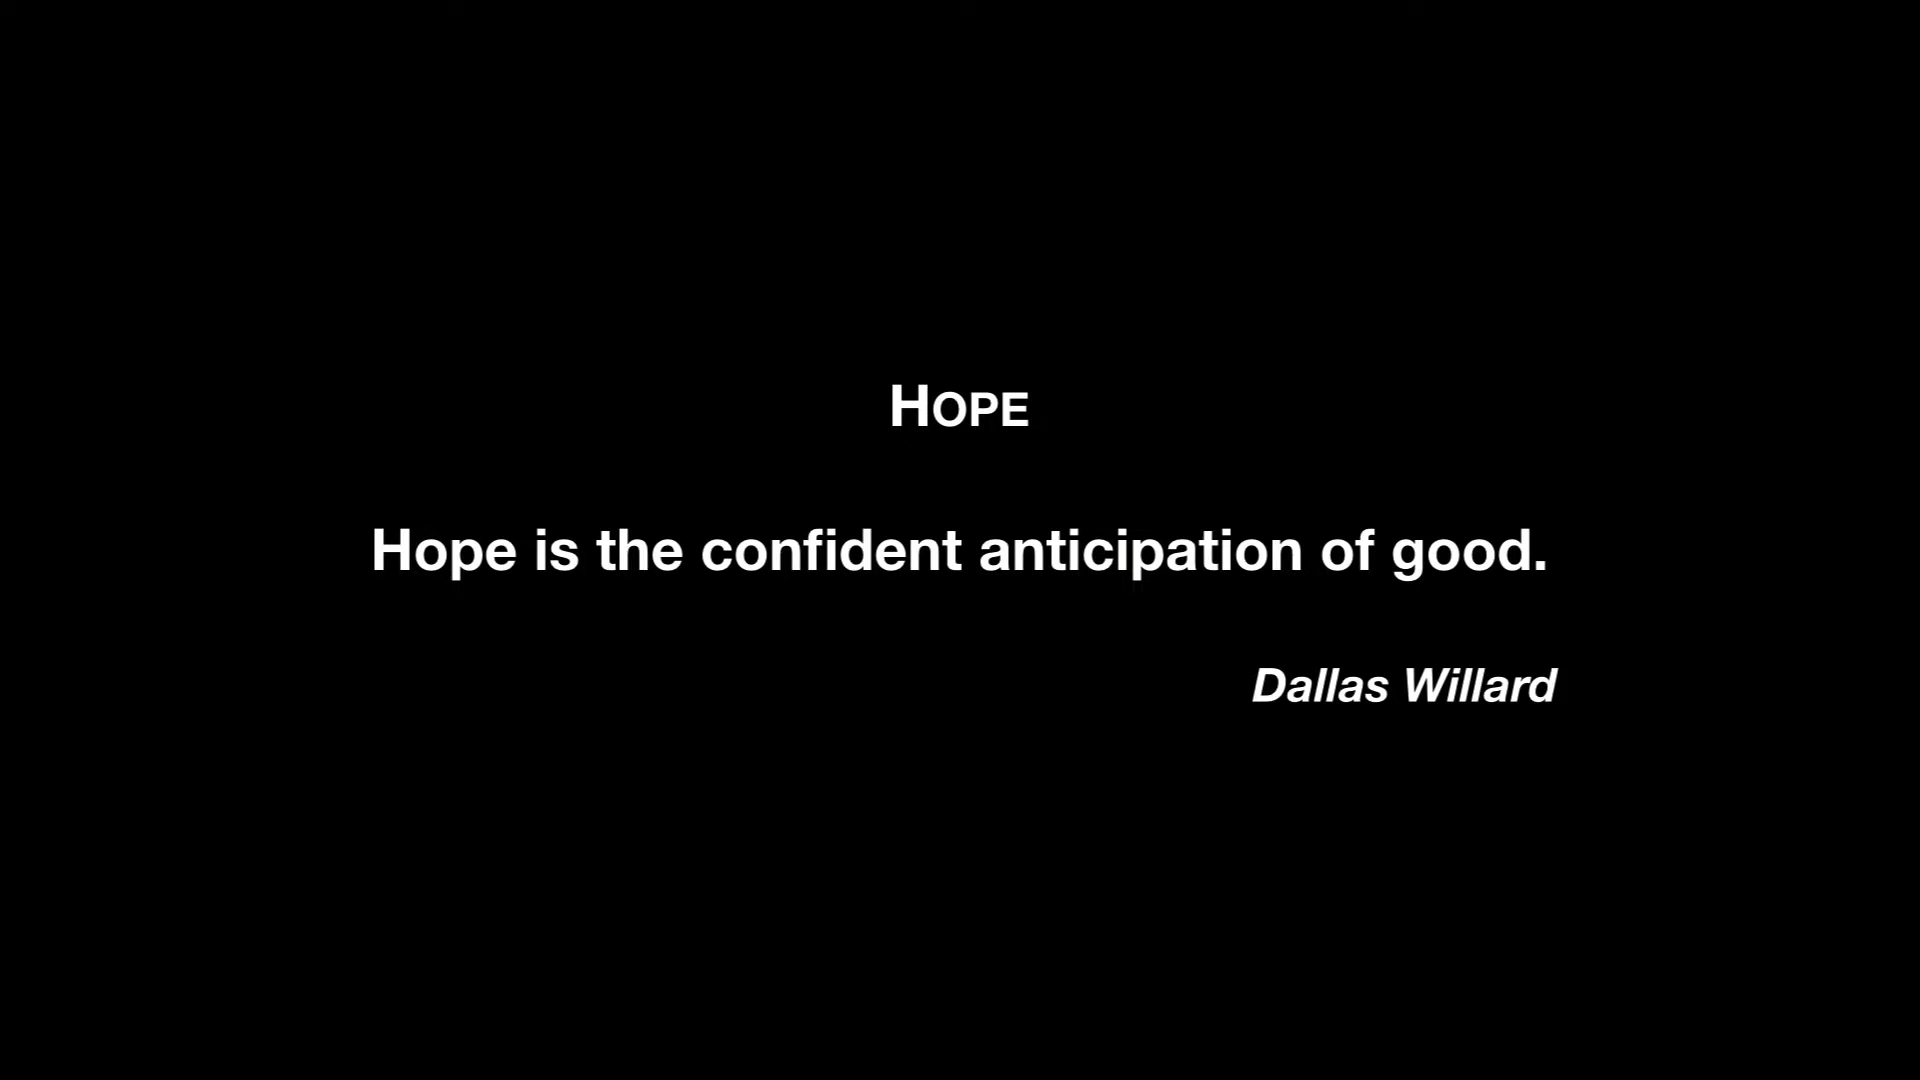 HOPE
Hope is the confident anticipation of good.
Dallas Willard